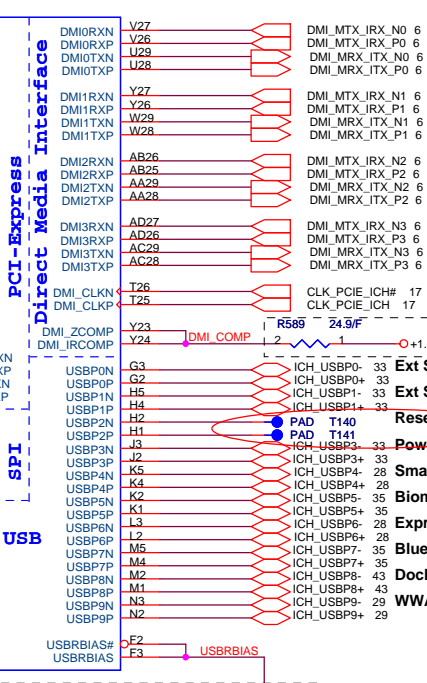 DMI0RXN V27 DMI_MTX_IRX_N0 6
DMI0RXP V26 DMI_MTX_IRX_P0 6
DMI0TXN U29 DMI_MRX_ITX_N0 6
DMI0TXP U28 DMI_MRX_ITX_P0 6
DMI1RXN Y27 DMI_MTX_IRX_N1 6
DMI1RXP Y26 DMI_MTX_IRX_P1 6
DMI1TXN W29 DMI_MRX_ITX_N1 6
DMI1TXP W28 DMI_MRX_ITX_P1 6
DMI2RXN AB26 DMI_MTX_IRX_N2 6
DMI2RXP AB25 DMI_MTX_IRX_P2 6
DMI2TXN AA29 DMI_MRX_ITX_N2 6
DMI2TXP AA28 DMI_MRX_ITX_P2 6
DMI3RXN AD27 DMI_MTX_IRX_N3 6
DMI3RXP AD26 DMI_MTX_IRX_P3 6
DMI3TXN AC29 DMI_MRX_ITX_N3 6
DMI3TXP AC28 DMI_MRX_ITX_P3 6
PCI-Express
Direct Media Interface
DMI_CLKN T26 CLK_PCIE_ICH# 17
DMI_CLKP T25 CLK_PCIE_ICH 17
R589 24.9/F
DMI_ZCOMP Y23
DMI_IRCOMP Y24 DMI_COMP 2 1 +1.
XN
XP
N
P
USBP0N G3 ICH_USBP0- 33 Ext S
USBP0P G2 ICH_USBP0+ 33
USBP1N H5 ICH_USBP1- 33 Ext S
USBP1P H4 ICH_USBP1+ 33
USBP2N H2 PAD T140 Rese
USBP2P H1 PAD T141
USBP3N J3 ICH_USBP3- 33 Pow
USBP3P J2 ICH_USBP3+ 33
USBP4N K5 ICH_USBP4- 28 Sma
USBP4P K4 ICH_USBP4+ 28
USBP5N K2 ICH_USBP5- 35 Biom
USBP5P K1 ICH_USBP5+ 35
USBP6N L3 ICH_USBP6- 28 Expr
USBP6P L2 ICH_USBP6+ 28
USBP7N M5 ICH_USBP7- 35 Blue
USBP7P M4 ICH_USBP7+ 35
USBP8N M2 ICH_USBP8- 43 Dock
USBP8P M1 ICH_USBP8+ 43
USBP9N N3 ICH_USBP9- 29 WWA
USBP9P N2 ICH_USBP9+ 29
SPI
USB
USBRBIAS# F2
USBRBIAS F3 USBRBIAS